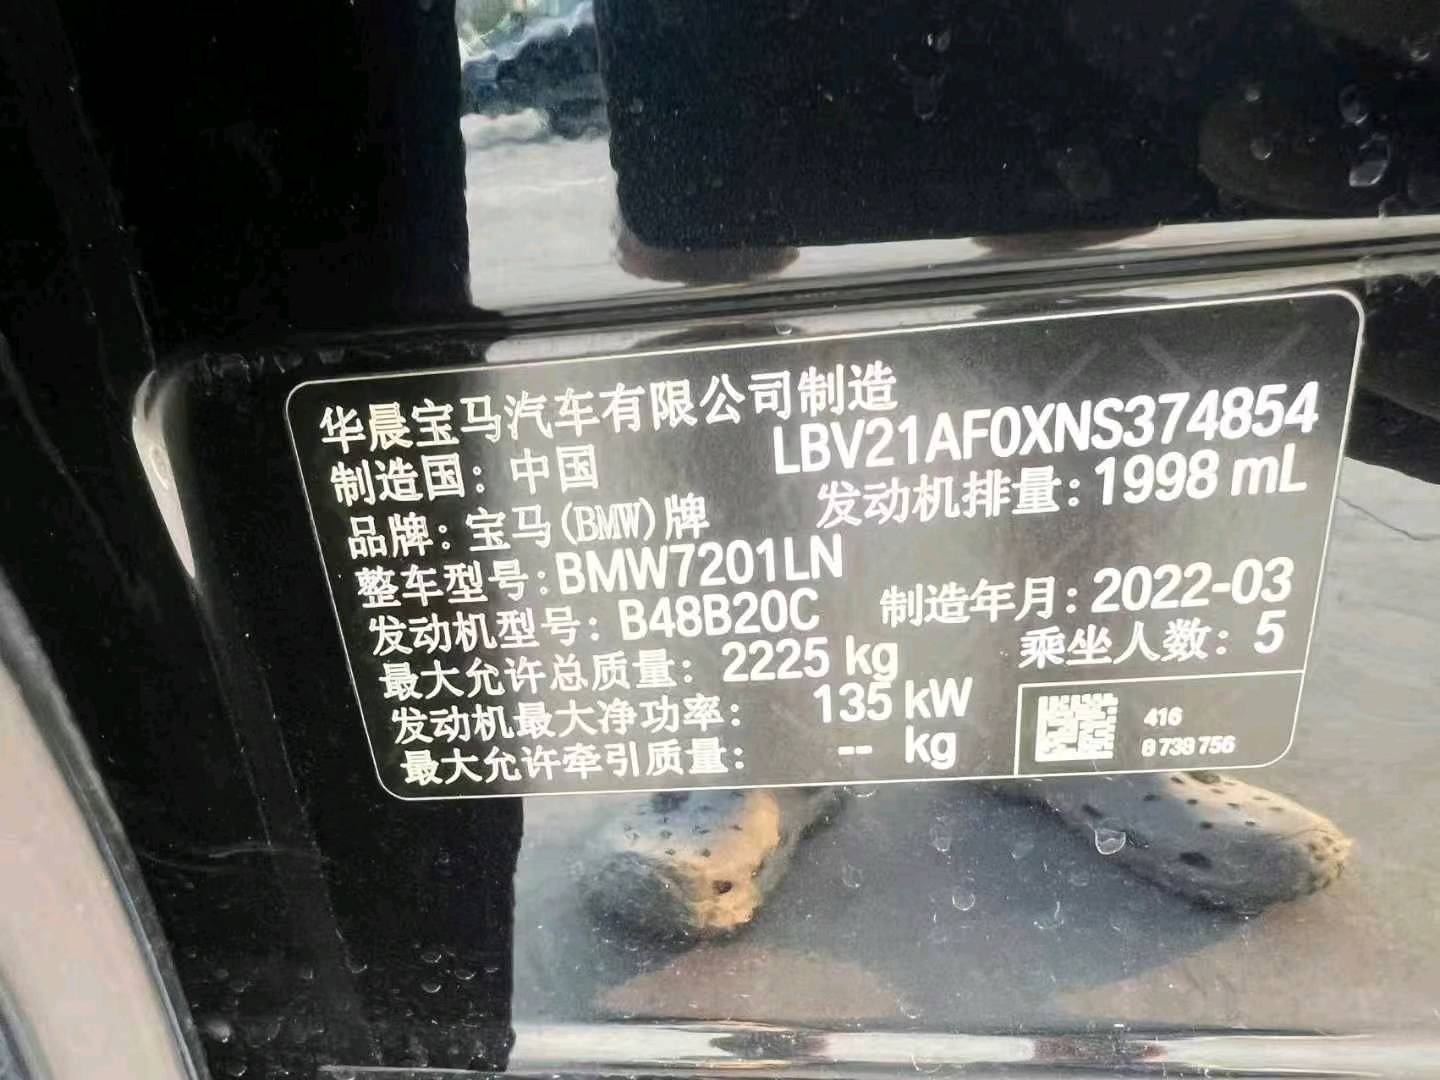 华晨宝马汽车有限公司制造
LBV21AF0XNS374854
制造国：中国
发动机排量：1998 mL
品牌：宝马(BMW)牌
整车型号：BMW7201LN
制造年月：2022-03
发动机型号：B48B20C
乘坐人数：5
最大允许总质量：2225 kg
发动机最大净功率：135 kW
最大允许牵引质量：-- kg
416
8 739 756